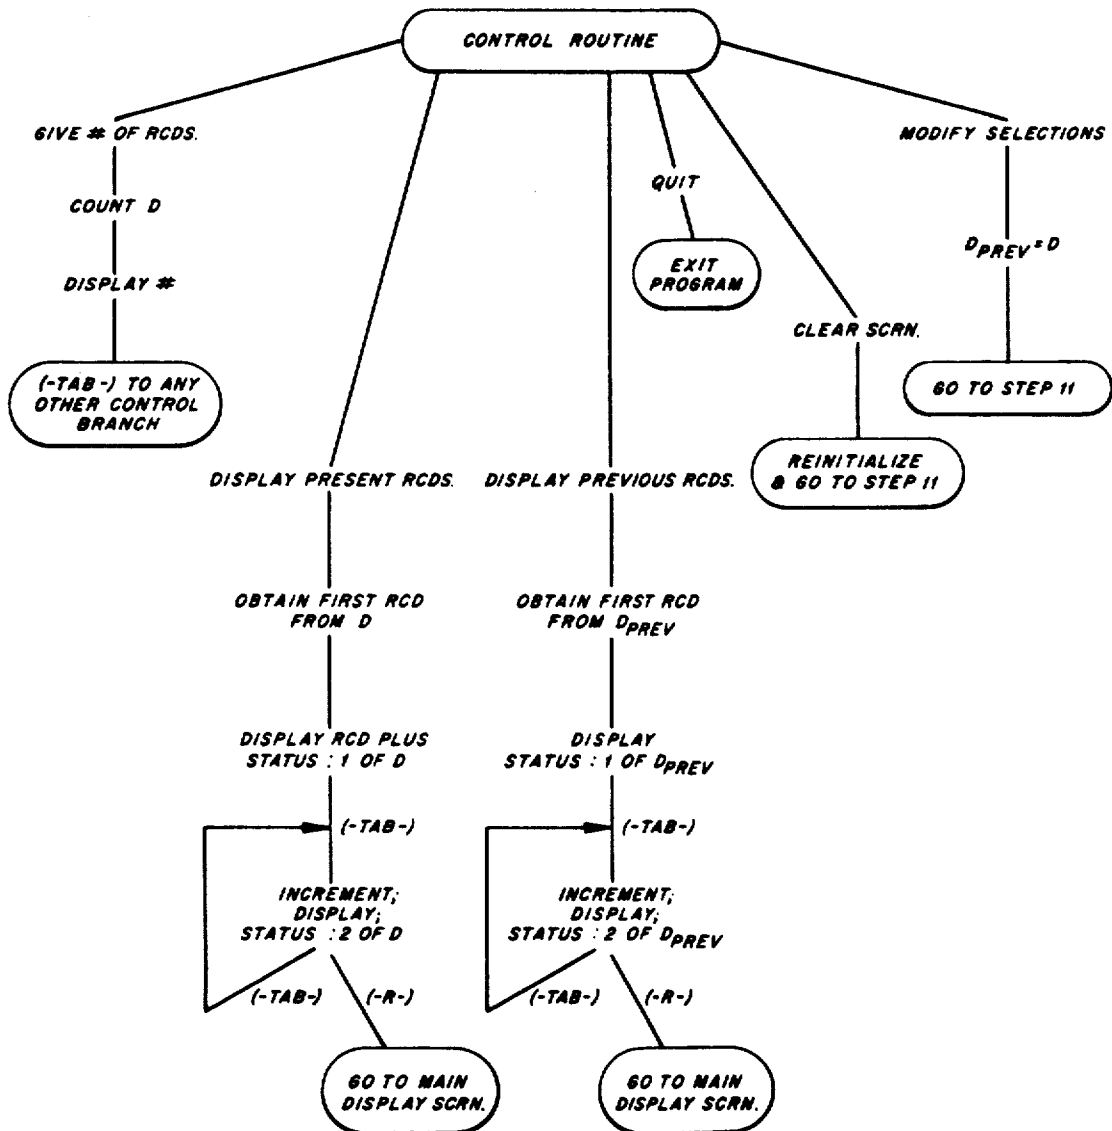 CONTROL ROUTINE
GIVE # OF RCDS.
COUNT D
DISPLAY #
(-TAB-) TO ANY
OTHER CONTROL
BRANCH
DISPLAY PRESENT RCDS.
OBTAIN FIRST RCD
FROM D
DISPLAY RCD PLUS
STATUS : 1 OF D
(-TAB-)
INCREMENT;
DISPLAY;
STATUS : 2 OF D
(-TAB-)
(-R-)
GO TO MAIN
DISPLAY SCRN.
DISPLAY PREVIOUS RCDS.
OBTAIN FIRST RCD
FROM DPREV
DISPLAY
STATUS : 1 OF DPREV
(-TAB-)
INCREMENT;
DISPLAY;
STATUS : 2 OF DPREV
(-TAB-)
(-R-)
GO TO MAIN
DISPLAY SCRN.
QUIT
EXIT
PROGRAM
CLEAR SCRN.
REINITIALIZE
& GO TO STEP 11
MODIFY SELECTIONS
DPREV = D
GO TO STEP 11